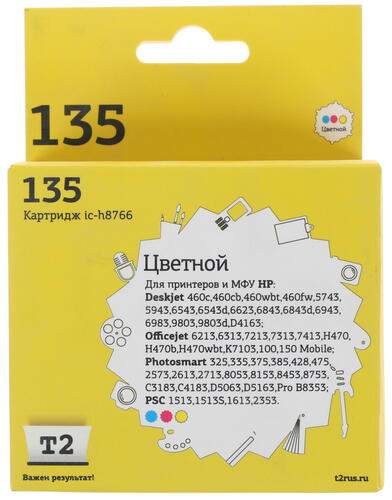 135
Цветной
135
Картридж ic-h8766
Цветной
Для принтеров и МФУ HP:
Deskjet 460c,460cb,460wbt,460fw,5743,
5943,6543,6543d,6623,6843,6843d,6943,
6983,9803,9803d,D4163;
Officejet 6213,6313,7213,7313,7413,H470,
H470b,H470wbt,K7103,100,150 Mobile;
Photosmart 325,335,375,385,428,475,
2573,2613,2713,8053,8153,8453,8753,
C3183,C4183,D5063,D5163,Pro B8353;
PSC 1513,1513S,1613,2353.
T2
Важен результат!
t2rus.ru